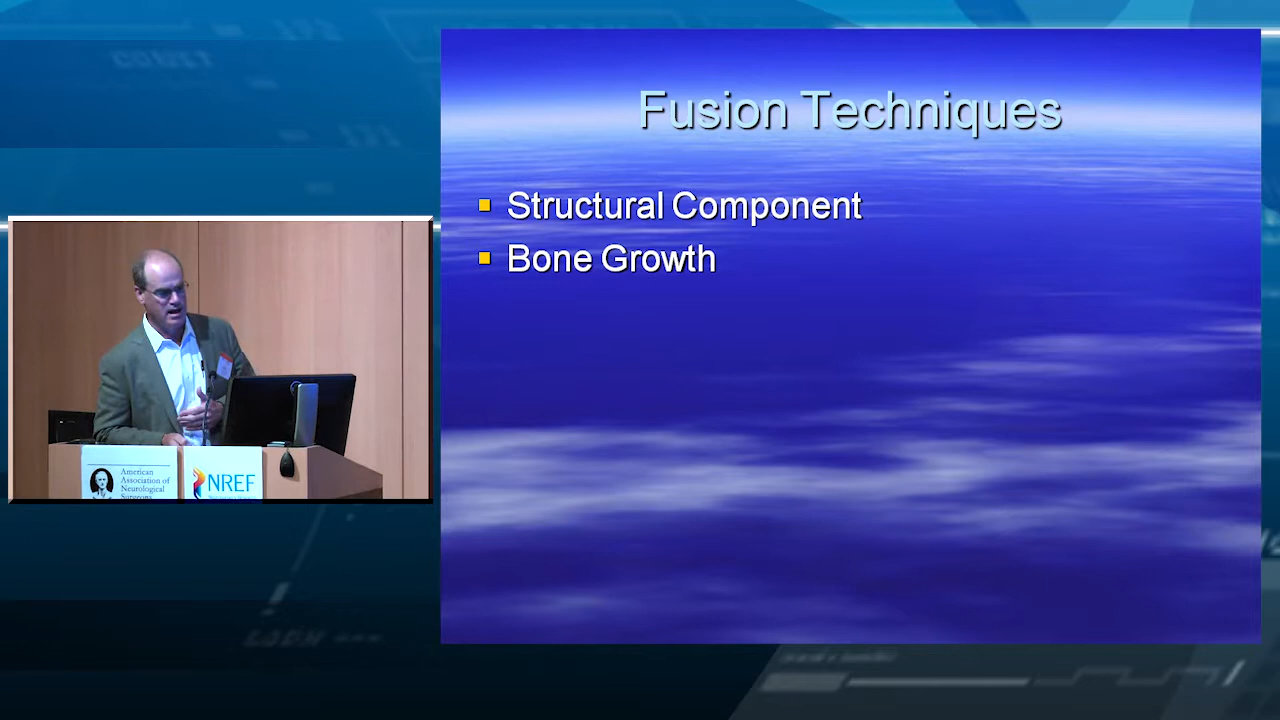 Fusion Techniques
Structural Component
Bone Growth
American
Association of
Neurological
Surgeons
NREF